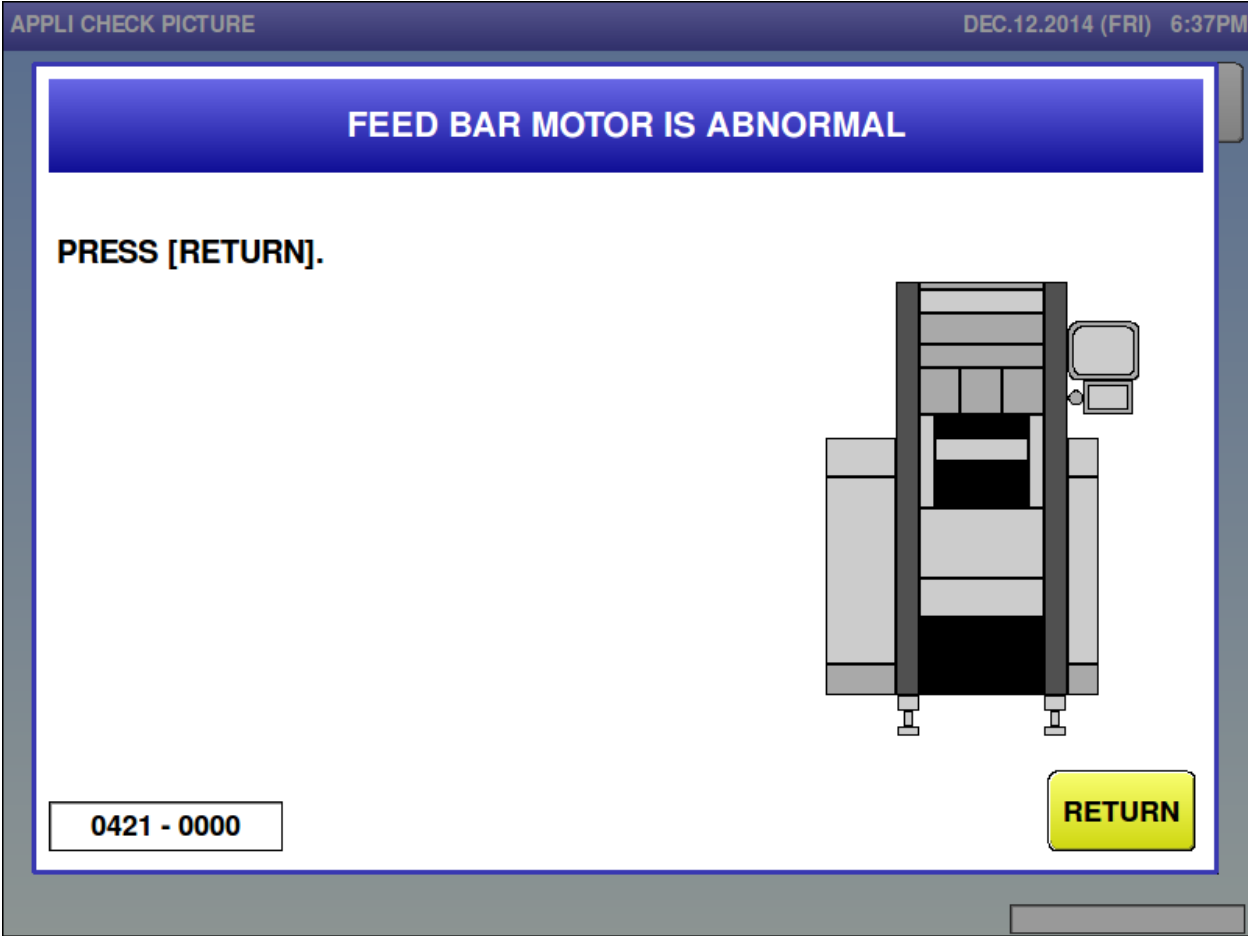 APPLI CHECK PICTURE DEC.12.2014 (FRI) 6:37PM
FEED BAR MOTOR IS ABNORMAL
PRESS [RETURN].
0421 - 0000
RETURN